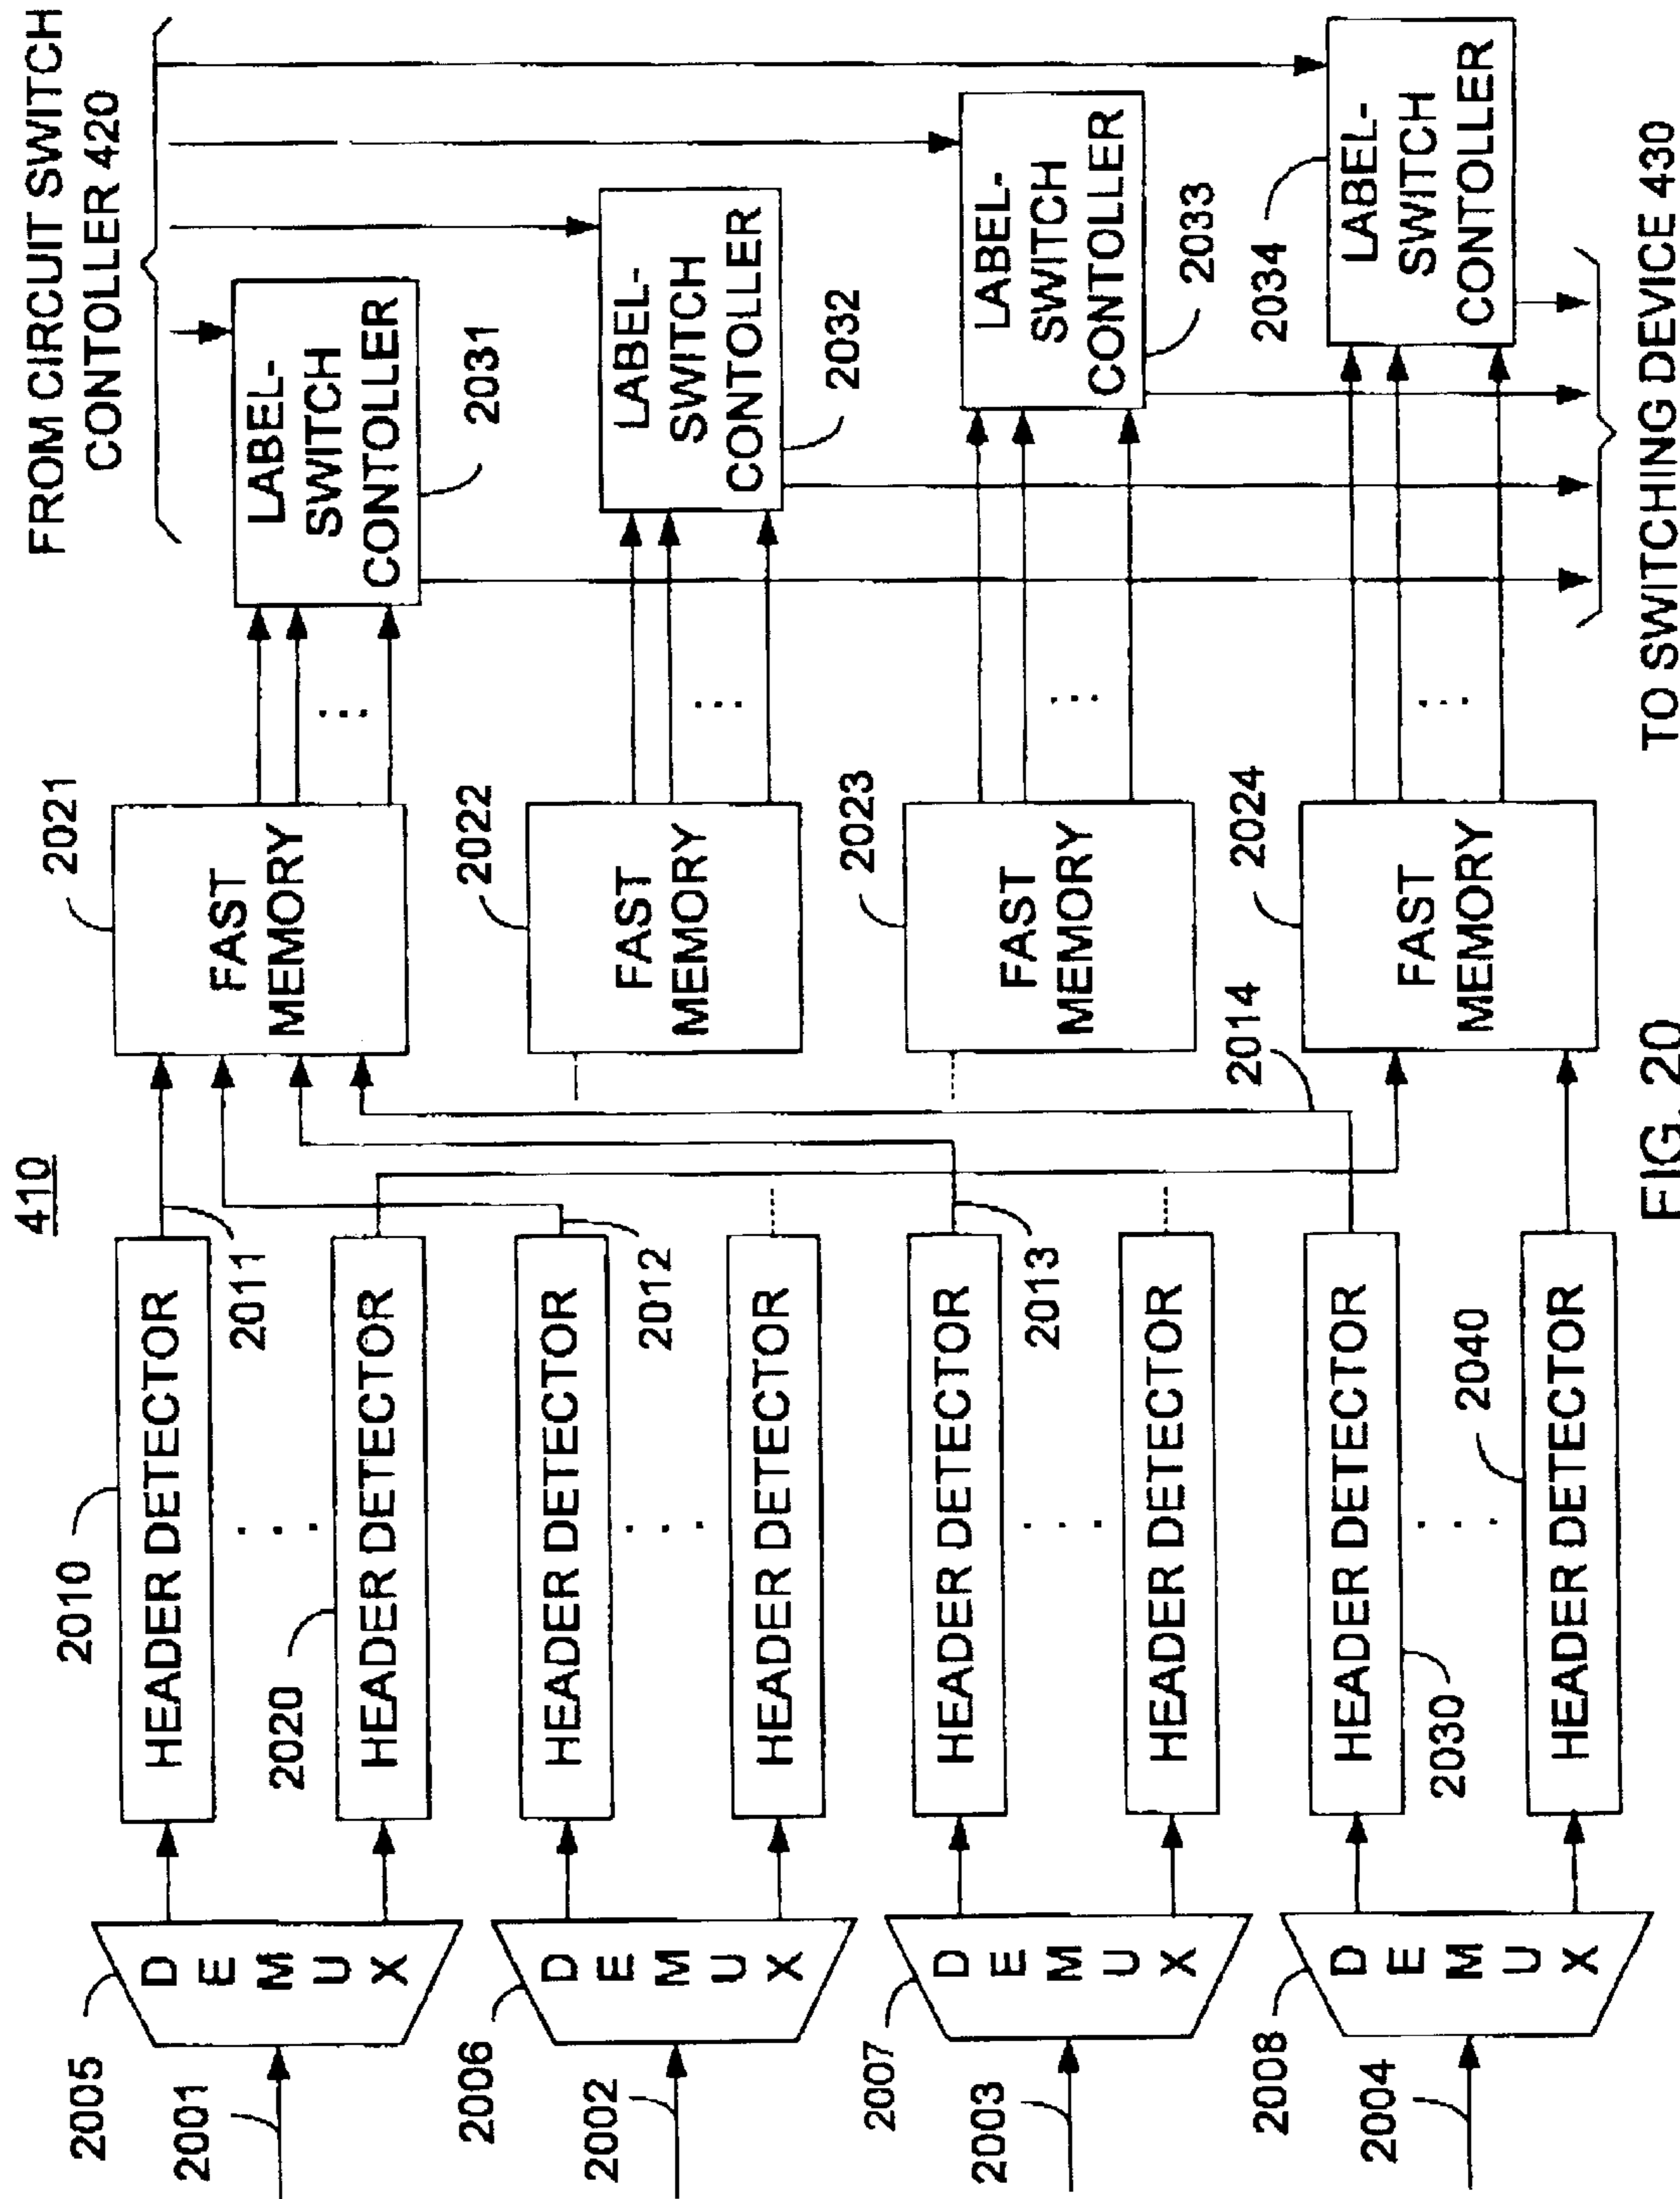 410
FROM CIRCUIT SWITCH
CONTOLLER 420
2005
2001
DEMUX
2010
HEADER DETECTOR
2011
. . .
2020
HEADER DETECTOR
2021
FAST
MEMORY
...
LABEL-
SWITCH
CONTOLLER
2031
2006
2002
DEMUX
HEADER DETECTOR
2012
. . .
HEADER DETECTOR
2022
FAST
MEMORY
...
LABEL-
SWITCH
CONTOLLER
2032
2007
2003
DEMUX
HEADER DETECTOR
2013
. . .
HEADER DETECTOR
2023
FAST
MEMORY
...
LABEL-
SWITCH
CONTOLLER
2033
2008
2004
DEMUX
HEADER DETECTOR
2030
. . .
2040
HEADER DETECTOR
2014
2024
FAST
MEMORY
...
2034
LABEL-
SWITCH
CONTOLLER
TO SWITCHING DEVICE 430
FIG. 20